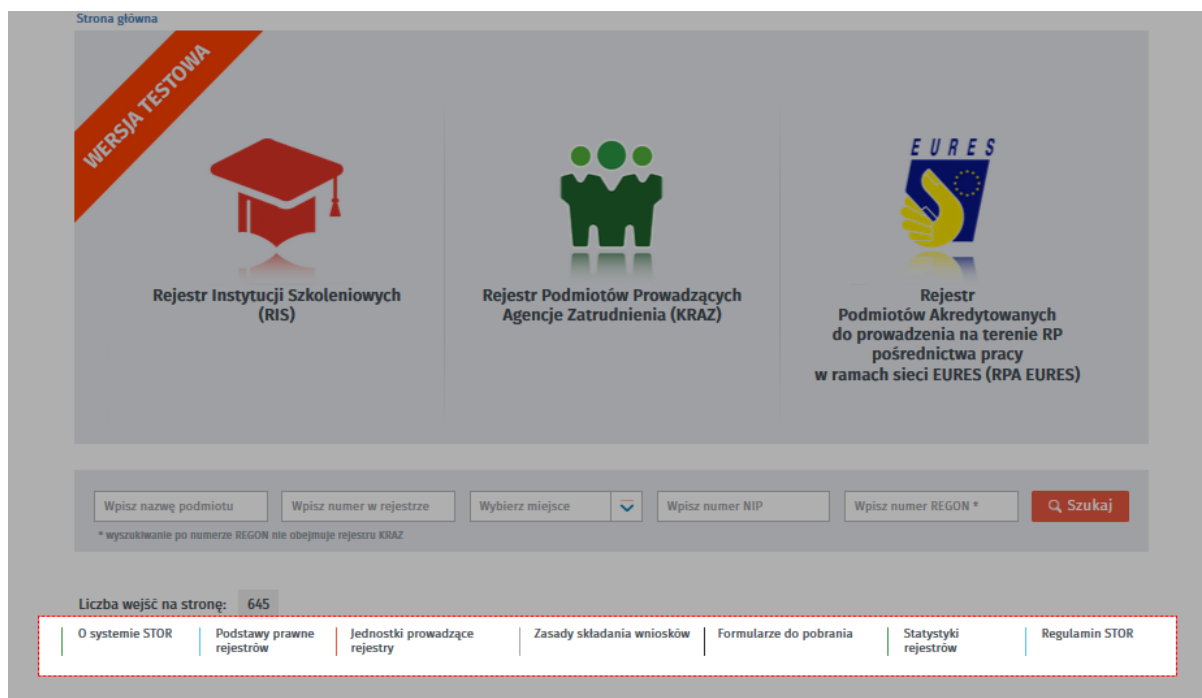 Strona główna
WERSJA TESTOWA
EURES
Rejestr Instytucji Szkoleniowych
(RIS)
Rejestr Podmiotów Prowadzących
Agencje Zatrudnienia (KRAZ)
Rejestr
Podmiotów Akredytowanych
do prowadzenia na terenie RP
pośrednictwa pracy
w ramach sieci EURES (RPA EURES)
Wpisz nazwę podmiotu
Wpisz numer w rejestrze
Wybierz miejsce
Wpisz numer NIP
Wpisz numer REGON *
Szukaj
* wyszukiwanie po numerze REGON nie obejmuje rejestru KRAZ
Liczba wejść na stronę: 645
O systemie STOR
Podstawy prawne
rejestrów
Jednostki prowadzące
rejestry
Zasady składania wniosków
Formularze do pobrania
Statystyki
rejestrów
Regulamin STOR